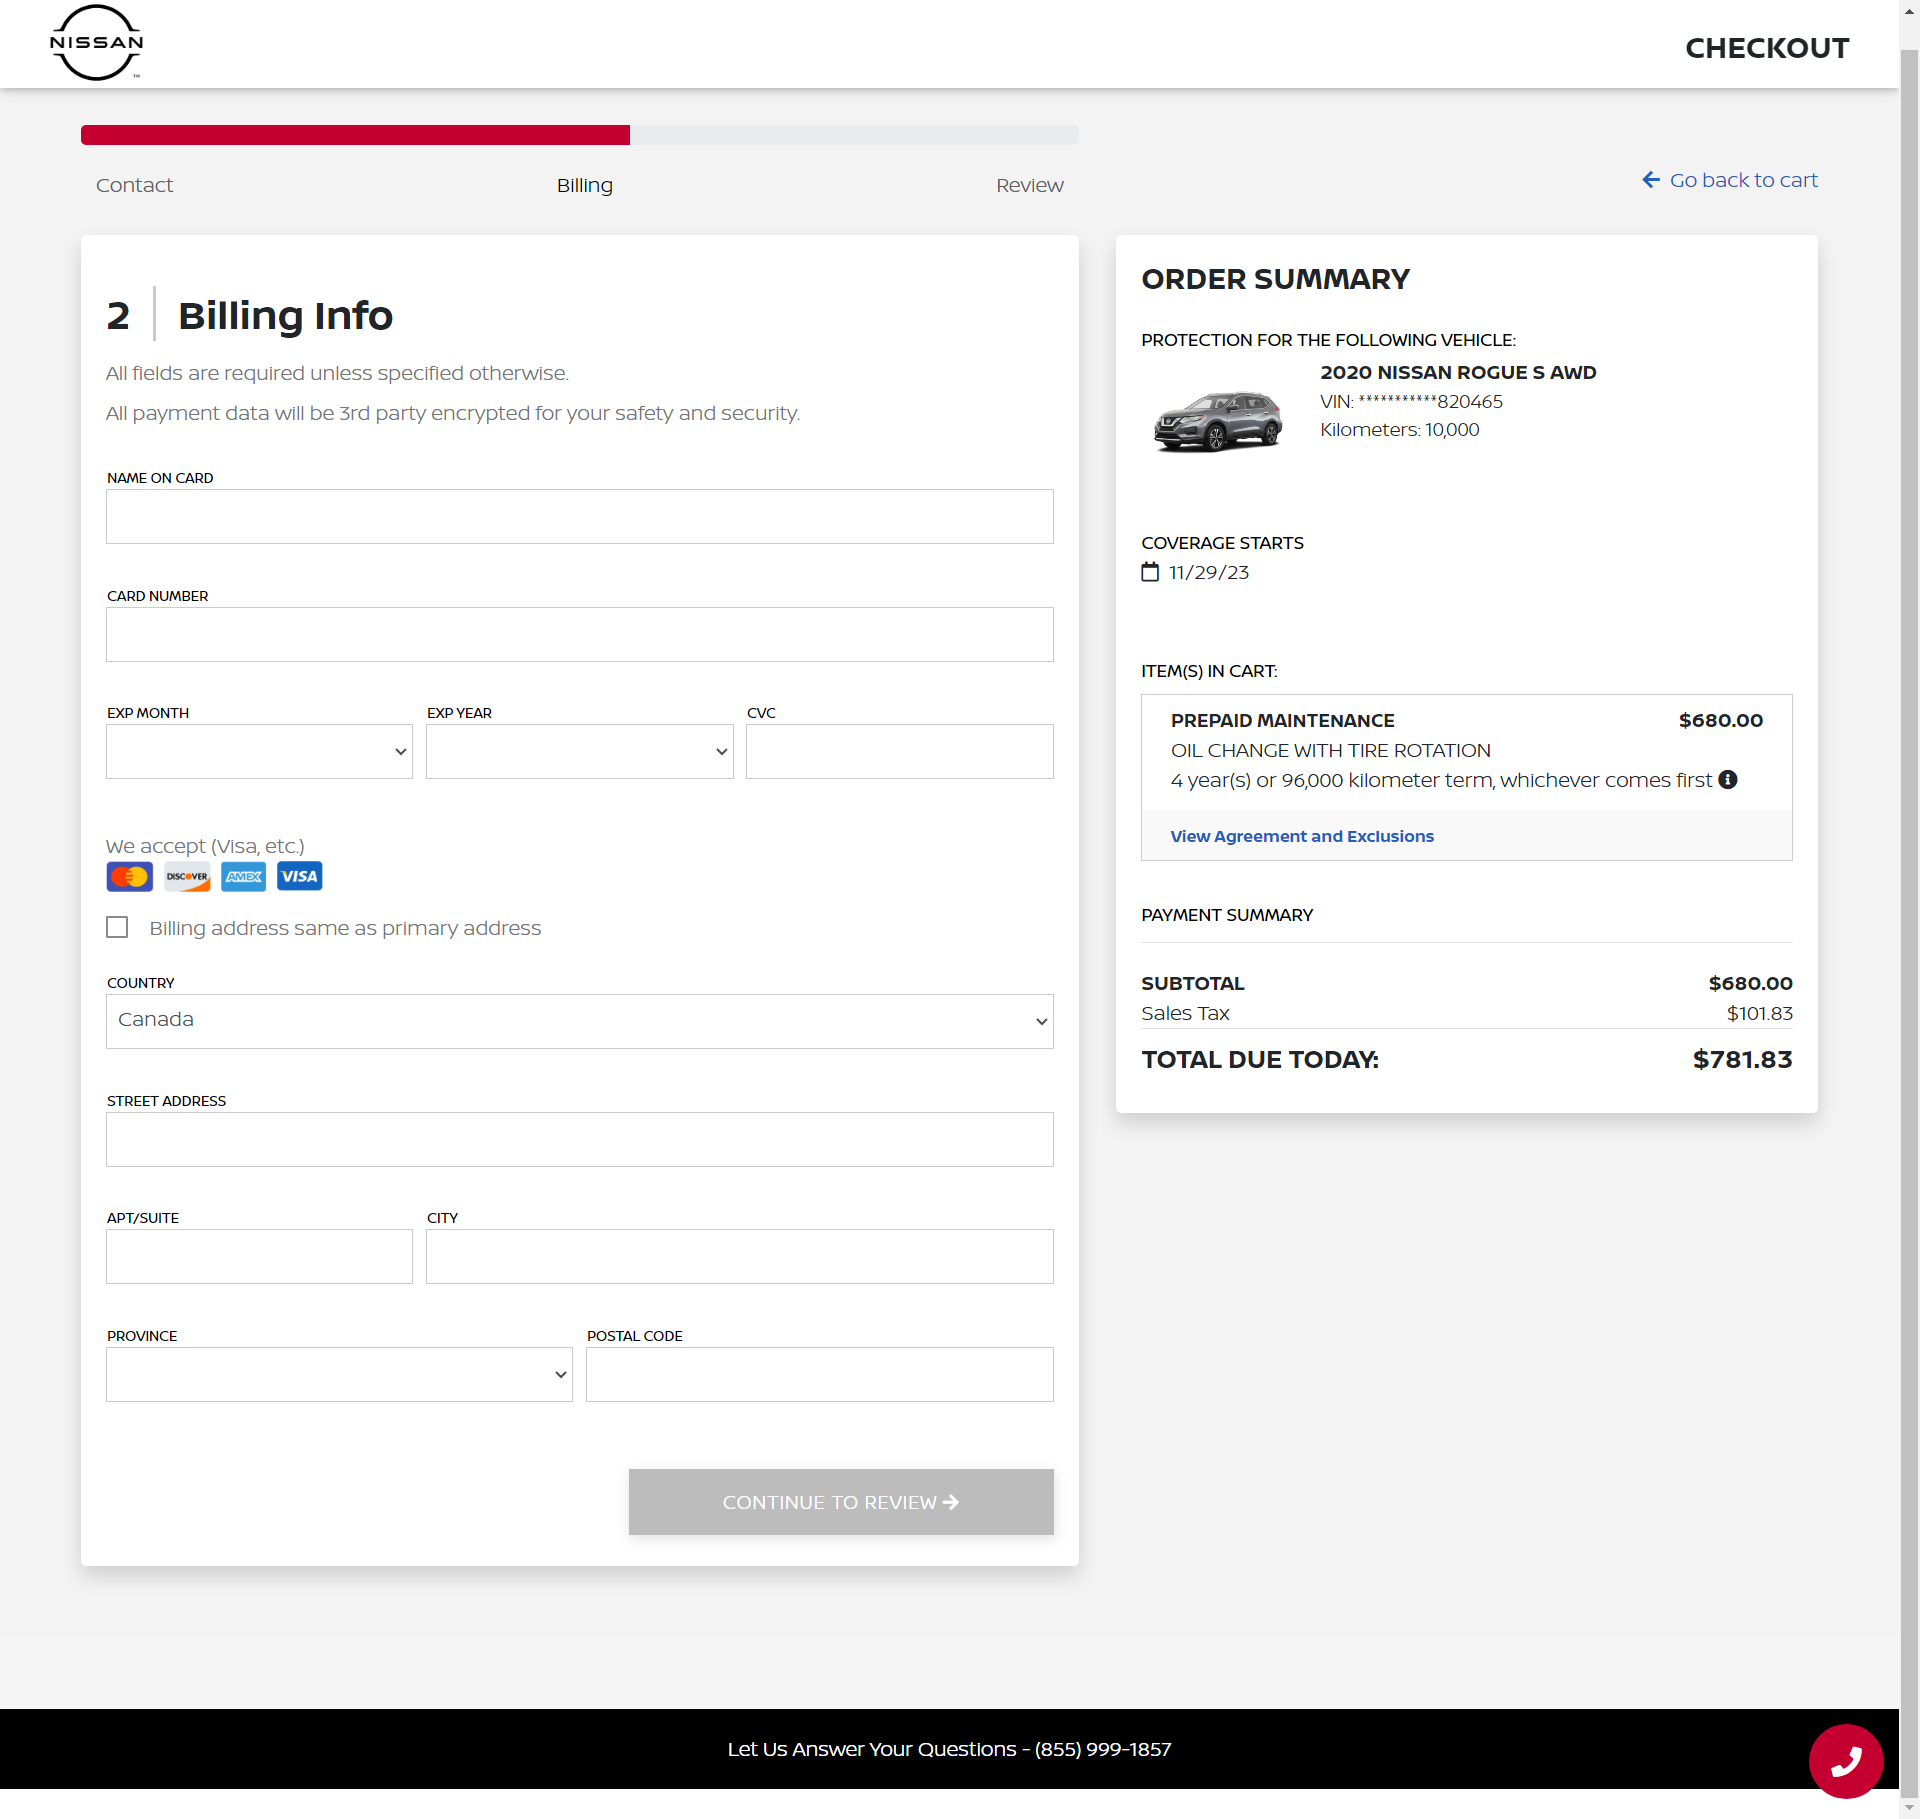 NISSAN
TM
CHECKOUT
Contact
Billing
Review
Go back to cart
2 Billing Info
All fields are required unless specified otherwise.
All payment data will be 3rd party encrypted for your safety and security.
NAME ON CARD
CARD NUMBER
EXP MONTH
EXP YEAR
CVC
We accept (Visa, etc.)
DISCOVER
AMEX
VISA
Billing address same as primary address
COUNTRY
Canada
STREET ADDRESS
APT/SUITE
CITY
PROVINCE
POSTAL CODE
CONTINUE TO REVIEW
ORDER SUMMARY
PROTECTION FOR THE FOLLOWING VEHICLE:
2020 NISSAN ROGUE S AWD
VIN: ***********820465
Kilometers: 10,000
COVERAGE STARTS
11/29/23
ITEM(S) IN CART:
PREPAID MAINTENANCE $680.00
OIL CHANGE WITH TIRE ROTATION
4 year(s) or 96,000 kilometer term, whichever comes first
View Agreement and Exclusions
PAYMENT SUMMARY
SUBTOTAL $680.00
Sales Tax $101.83
TOTAL DUE TODAY: $781.83
Let Us Answer Your Questions - (855) 999-1857